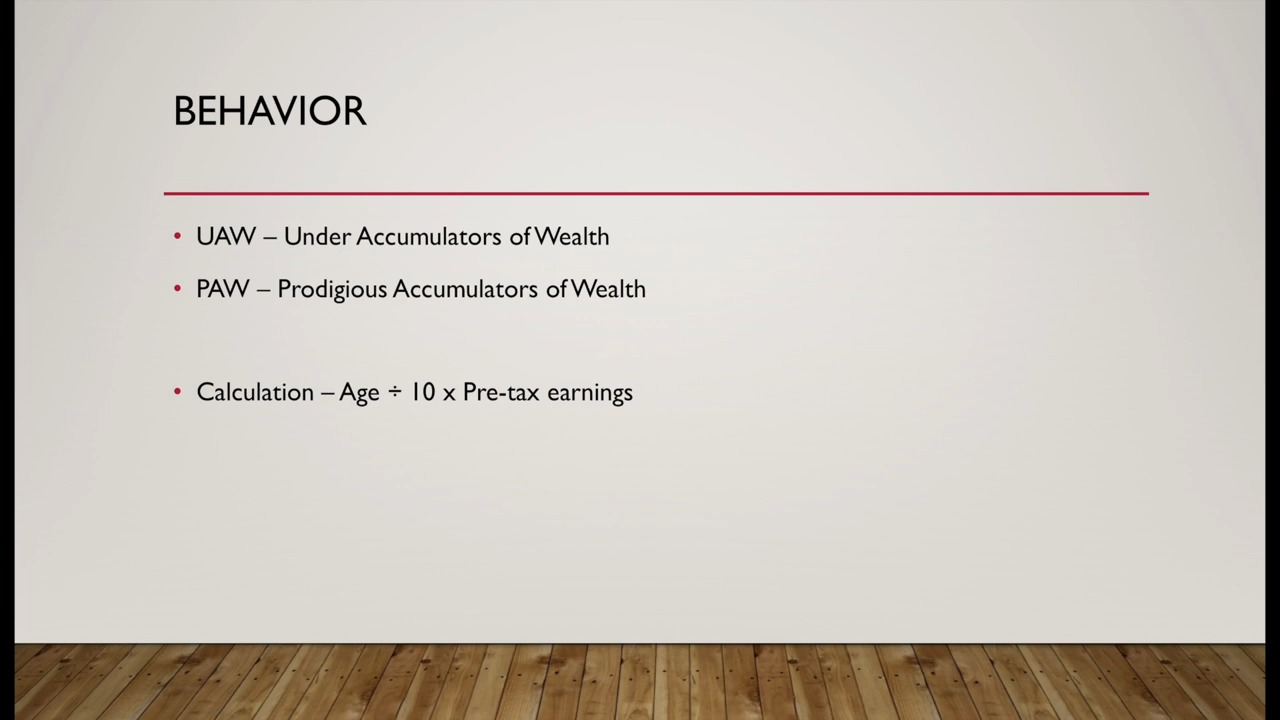 BEHAVIOR
• UAW – Under Accumulators of Wealth
• PAW – Prodigious Accumulators of Wealth
• Calculation – Age ÷ 10 x Pre-tax earnings